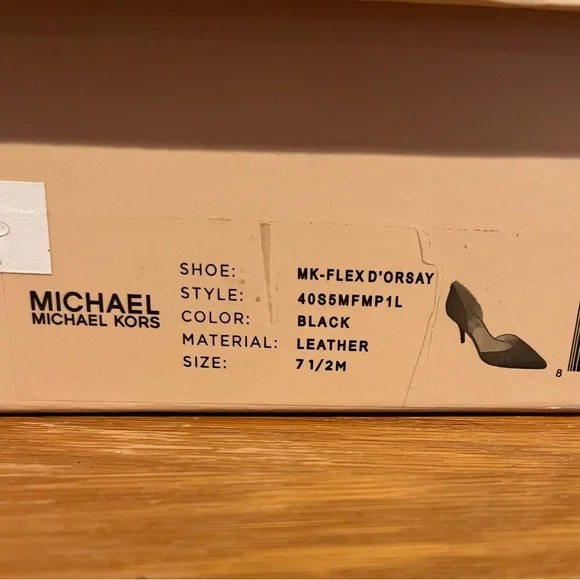 MICHAEL
MICHAEL KORS
SHOE: MK-FLEX D'ORSAY
STYLE: 40S5MFMP1L
COLOR: BLACK
MATERIAL: LEATHER
SIZE: 7 1/2M
8